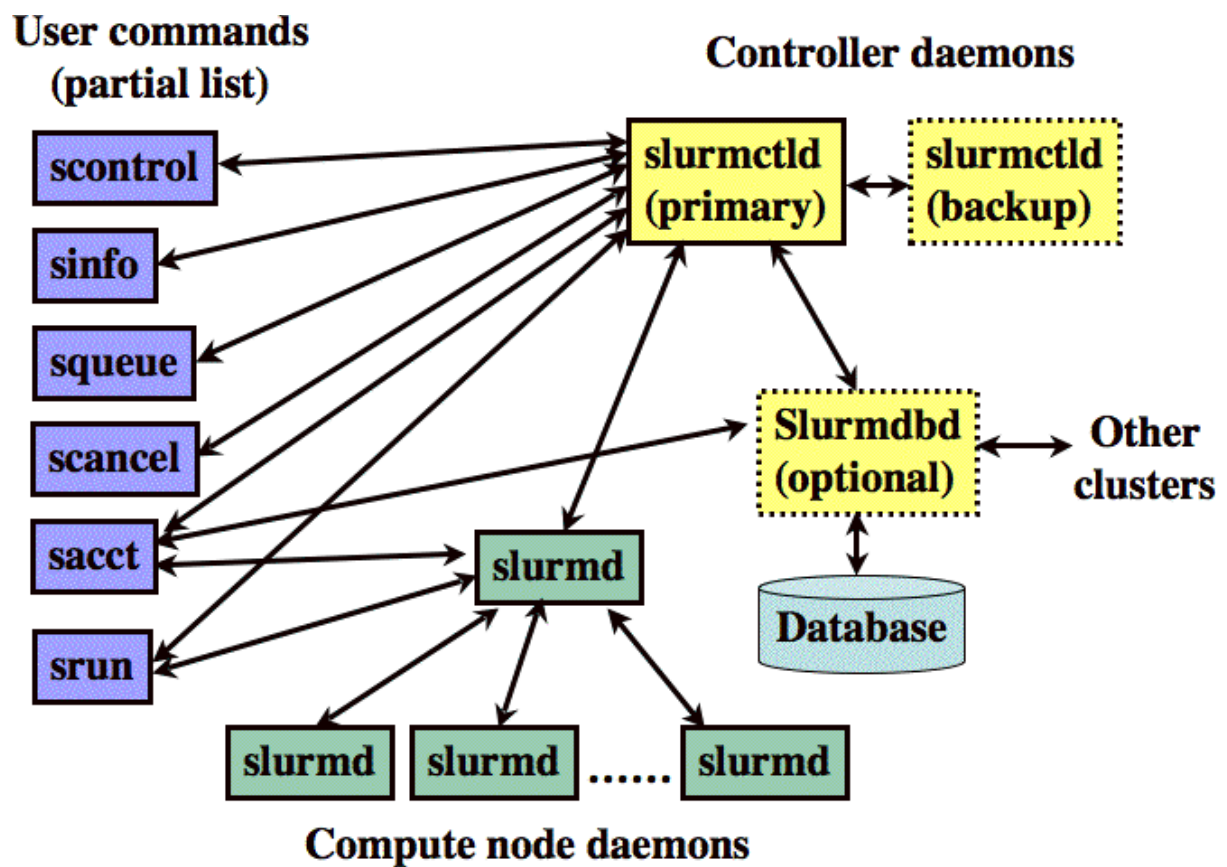 User commands
(partial list)
Controller daemons
scontrol
slurmctld
(primary)
slurmctld
(backup)
sinfo
squeue
scancel
Slurmdbd
(optional)
Other
clusters
sacct
slurmd
Database
srun
slurmd
slurmd
......
slurmd
Compute node daemons